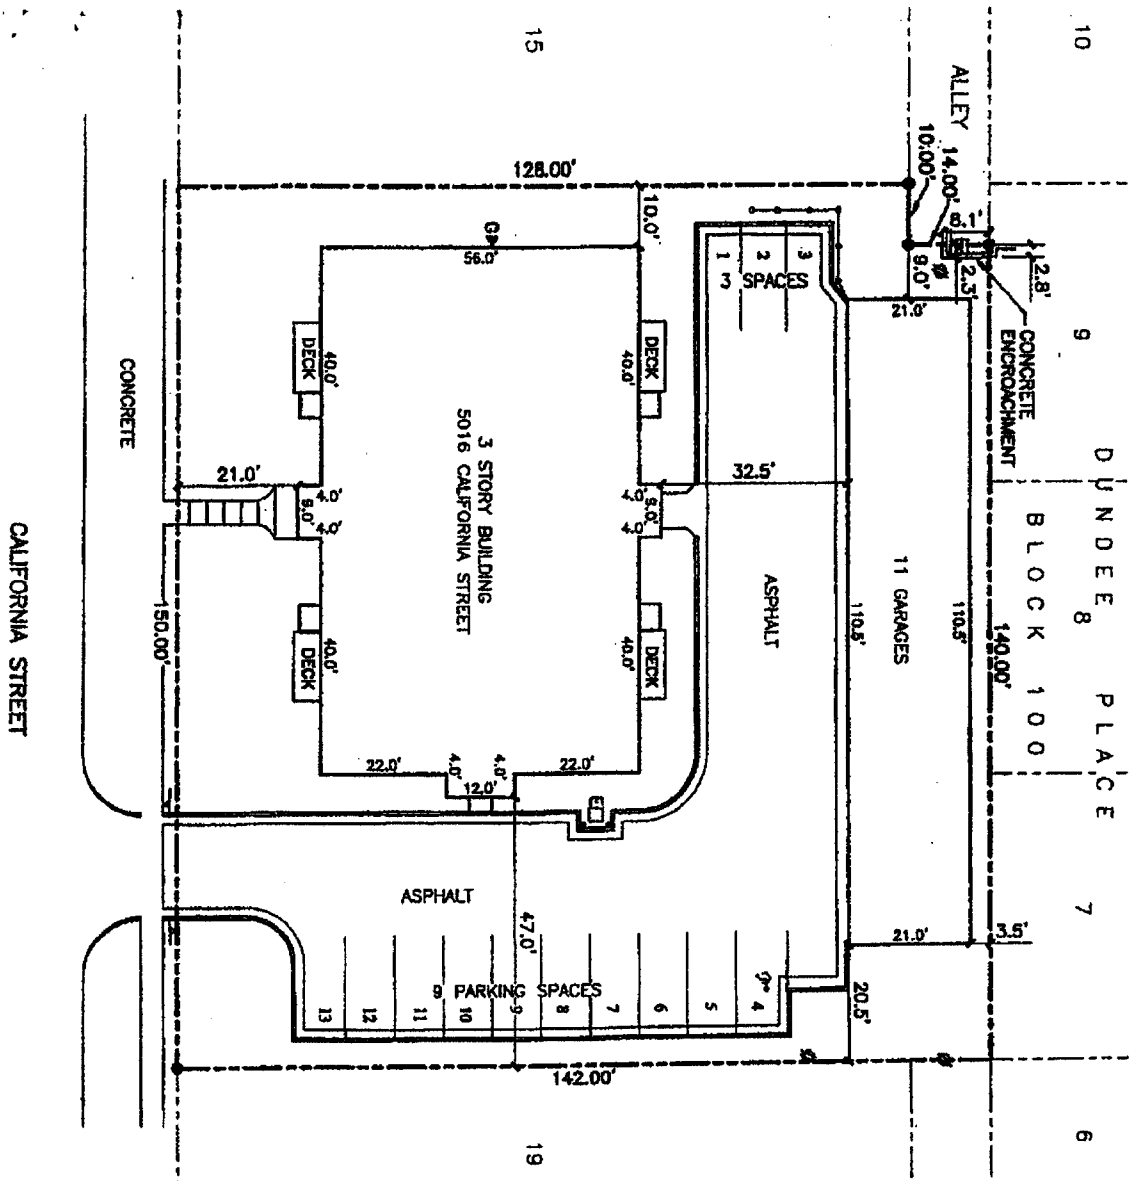 10
15
ALLEY
10.00'
14.00'
8.1'
128.00'
10.0'
G
56.0'
1
2
3
3 SPACES
9.0'
2.3'
2.8'
21.0'
CONCRETE
ENCROACHMENT
9
DUNDEE PLACE
BLOCK 100
DECK
40.0'
DECK
40.0'
CONCRETE
3 STORY BUILDING
5016 CALIFORNIA STREET
21.0'
4.0'
4.0'
4.0'
4.0'
32.5'
ASPHALT
11 GARAGES
110.5'
110.5'
140.00'
8
CALIFORNIA STREET
150.00'
DECK
40.0'
DECK
40.0'
22.0'
4.0'
4.0'
12.0'
22.0'
E
7
ASPHALT
47.0'
21.0'
3.5'
20.5'
9 PARKING SPACES
13
12
11
10
9
8
7
6
5
4
142.00'
19
6